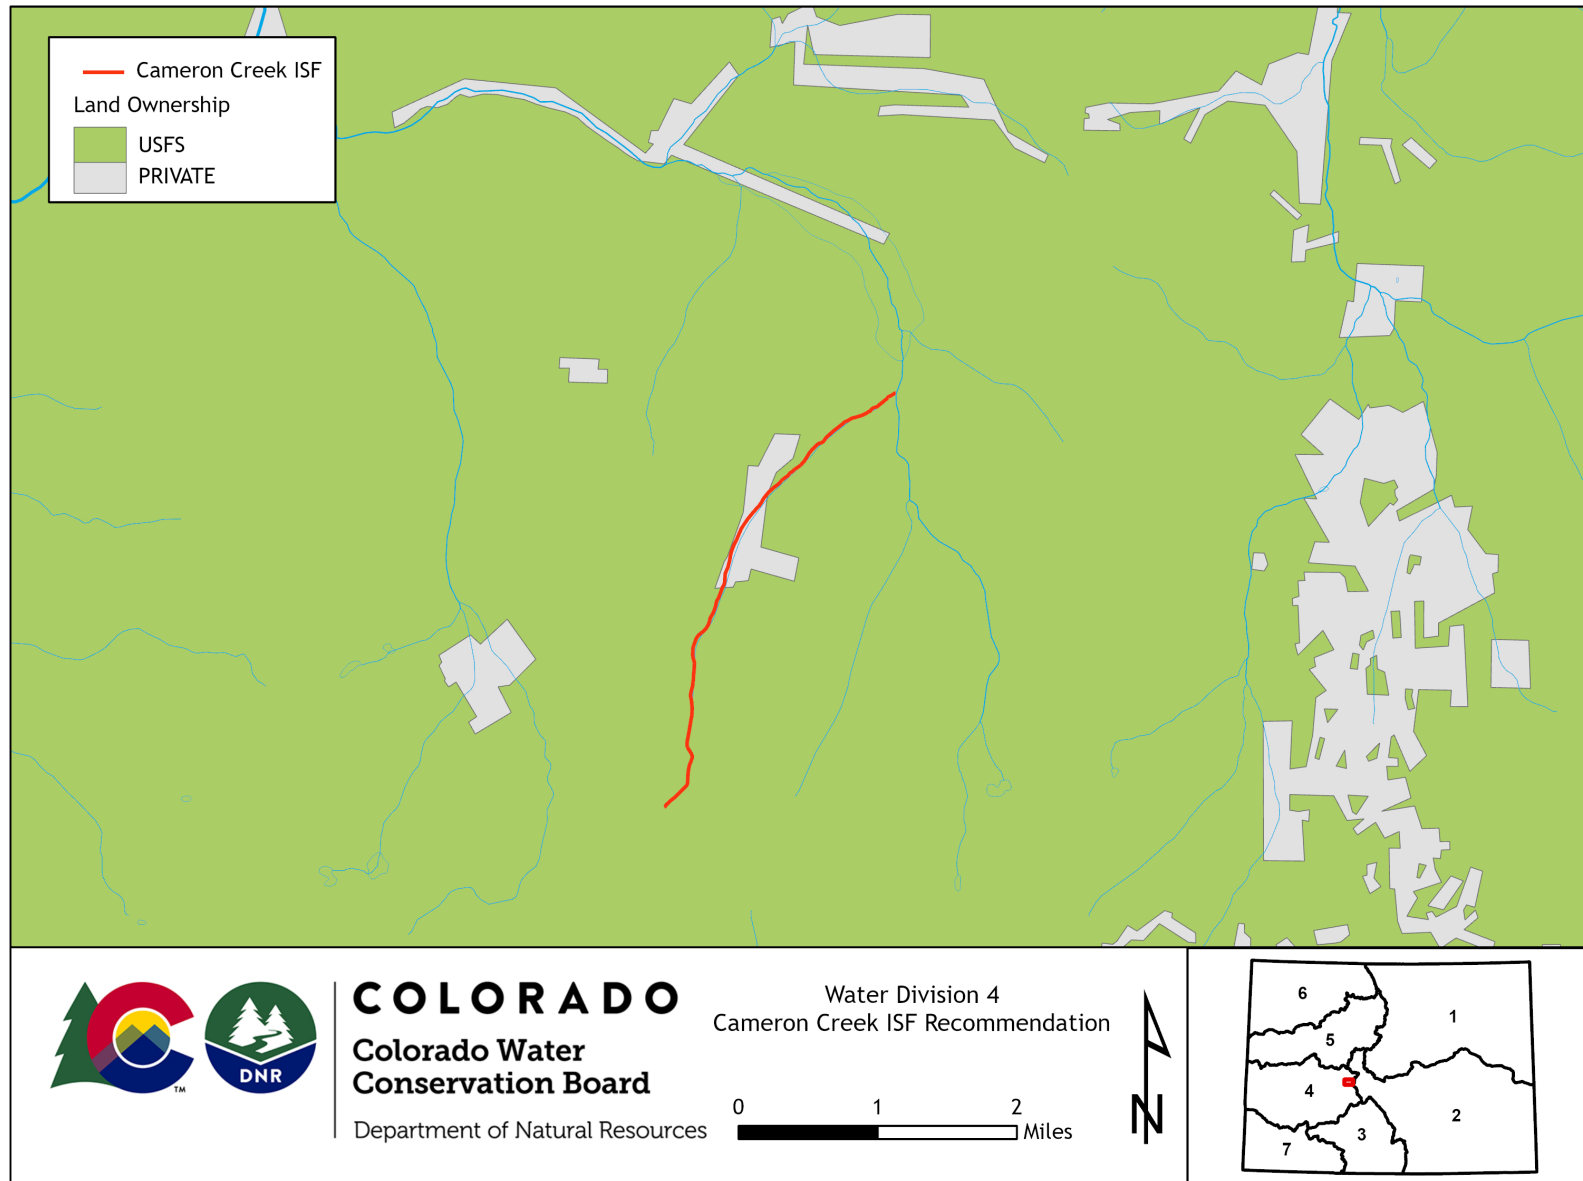 Cameron Creek ISF
Land Ownership
USFS
PRIVATE
COLORADO
Colorado Water
Conservation Board
Department of Natural Resources
TM
DNR
Water Division 4
Cameron Creek ISF Recommendation
0 1 2
Miles
N
6
1
5
4
2
3
7